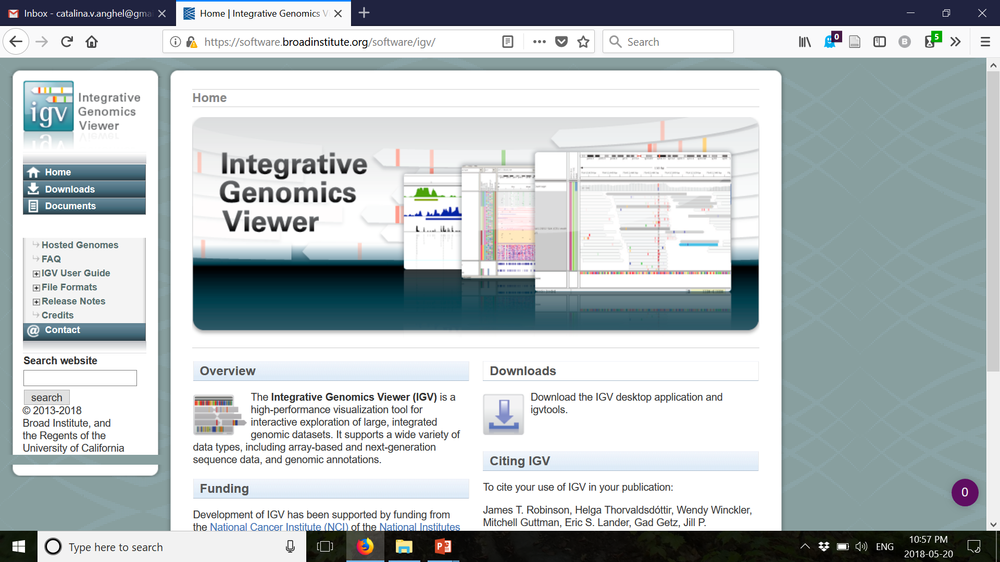 Inbox - catalina.v.anghel@gma
Home | Integrative Genomics V
https://software.broadinstitute.org/software/igv/
Search
0
B
5
igv
Integrative
Genomics
Viewer
Home
Downloads
Documents
Hosted Genomes
FAQ
IGV User Guide
File Formats
Release Notes
Credits
@ Contact
Search website
search
© 2013-2018
Broad Institute, and
the Regents of the
University of California
Home
Integrative
Genomics
Viewer
Overview
The Integrative Genomics Viewer (IGV) is a
high-performance visualization tool for
interactive exploration of large, integrated
genomic datasets. It supports a wide variety of
data types, including array-based and next-generation
sequence data, and genomic annotations.
Funding
Development of IGV has been supported by funding from
the National Cancer Institute (NCI) of the National Institutes
Downloads
Download the IGV desktop application and
igvtools.
Citing IGV
To cite your use of IGV in your publication:
James T. Robinson, Helga Thorvaldsdóttir, Wendy Winckler,
Mitchell Guttman, Eric S. Lander, Gad Getz, Jill P.
0
Type here to search
ENG
10:57 PM
2018-05-20